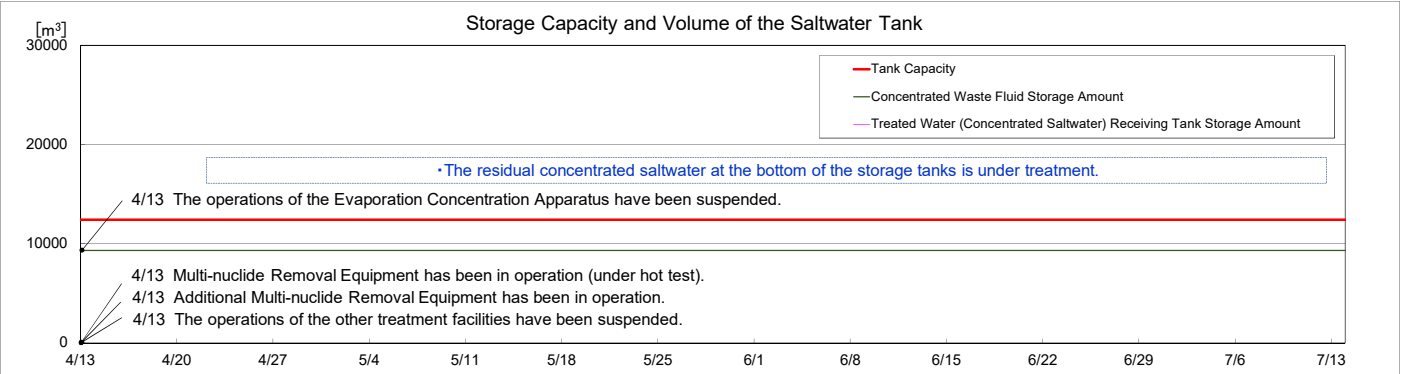 Storage Capacity and Volume of the Saltwater Tank
[m³]
30000
Tank Capacity
Concentrated Waste Fluid Storage Amount
Treated Water (Concentrated Saltwater) Receiving Tank Storage Amount
20000
・The residual concentrated saltwater at the bottom of the storage tanks is under treatment.
4/13 The operations of the Evaporation Concentration Apparatus have been suspended.
10000
4/13 Multi-nuclide Removal Equipment has been in operation (under hot test).
4/13 Additional Multi-nuclide Removal Equipment has been in operation.
4/13 The operations of the other treatment facilities have been suspended.
0
4/13 4/20 4/27 5/4 5/11 5/18 5/25 6/1 6/8 6/15 6/22 6/29 7/6 7/13